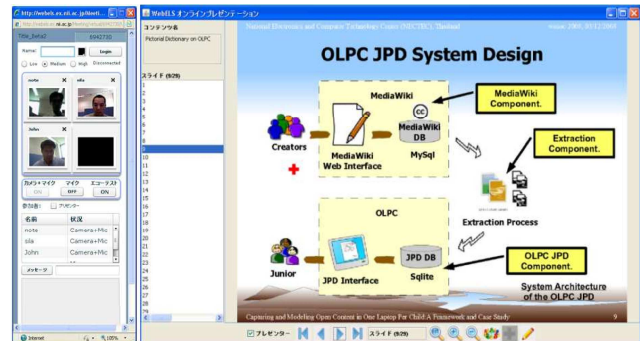 http://webels.ex.nii.ac.jp/Meeti...
Title_Beta2
6942730
Name:
Login
Low
Medium
High
Disconnected
note
X
sila
X
John
X
カメラ+マイク
マイク
エコーテスト
ON
OFF
ON
参加者:
プレゼンター
名前
状況
note
Camera+Mic
sila
Camera+Mic
John
Camera+Mic
メッセージ
Internet
100%
WebELS オンラインプレゼンテーション
コンテンツ名
Pictorial Dictionary on OLPC
スライド (9/29)
1
2
3
4
5
6
7
8
9
10
11
12
13
14
15
16
17
18
19
20
21
22
23
24
25
26
27
28
29
National Electronics and Computer Technology Center (NECTEC), Thailand
OLPC JPD System Design
MediaWiki
MediaWiki
Component.
cc
Creators
MediaWiki
Web Interface
MediaWiki
DB
MySql
Extraction
Component.
Extraction Process
OLPC
Junior
JPD Interface
JPD DB
Sqlite
OLPC JPD
Component.
System Architecture
of the OLPC JPD
Capturing and Modeling Open Content in One Laptop Per Child:A Framework and Case Study
9
プレゼンター
スライド (9/29)